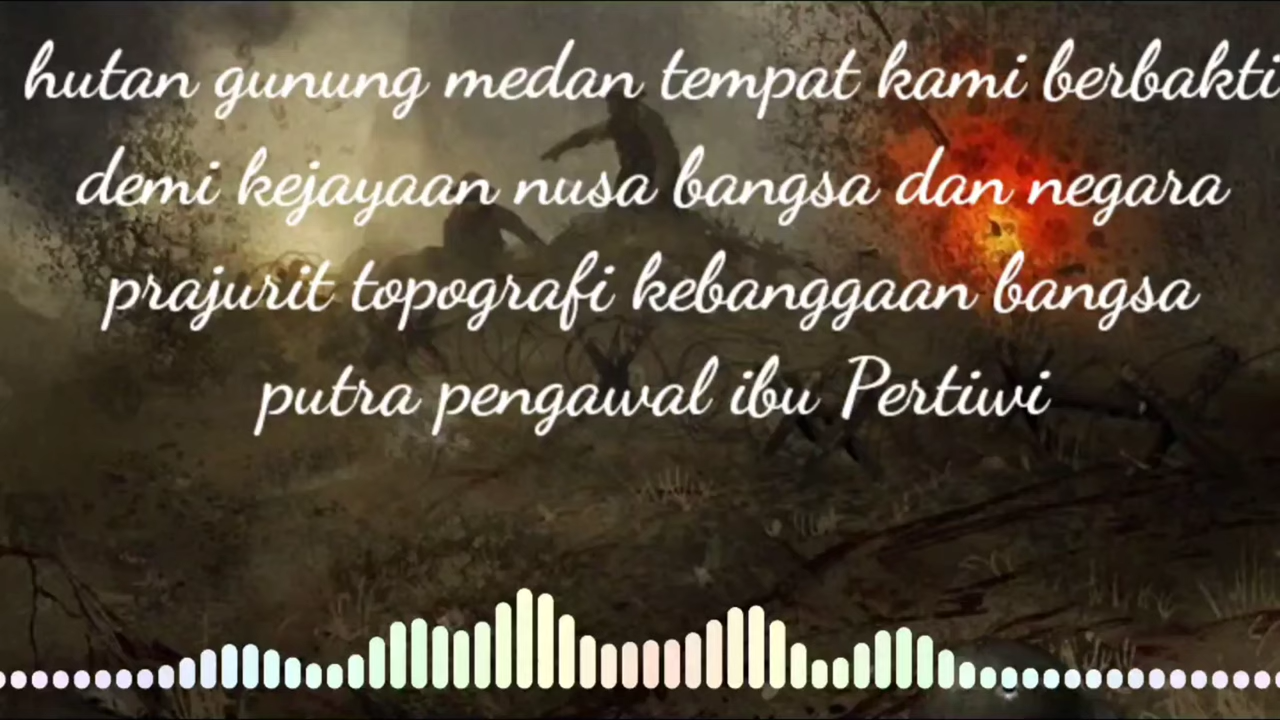 hutan gunung medan tempat kami berbakti
demi kejayaan nusa bangsa dan negara
prajurit topografi kebanggaan bangsa
putra pengawal ibu Pertiwi